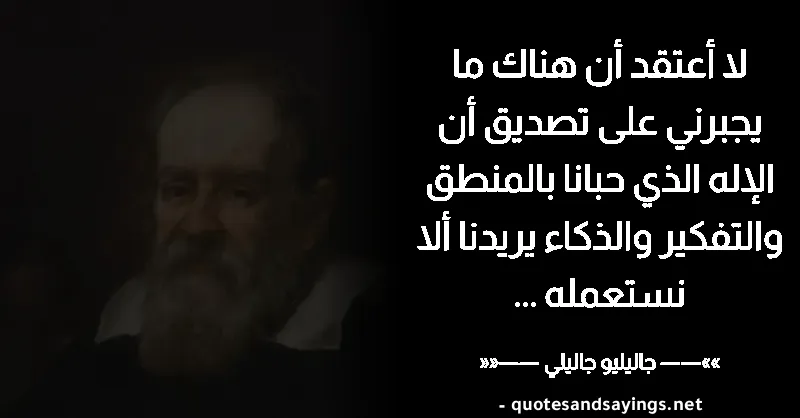 لا أعتقد أن هناك ما
يجبرني على تصديق أن
الإله الذي حبانا بالمنطق
والتفكير والذكاء يريدنا ألا
نستعمله ...
»»—— جاليليو جاليلي ——««
- quotesandsayings.net